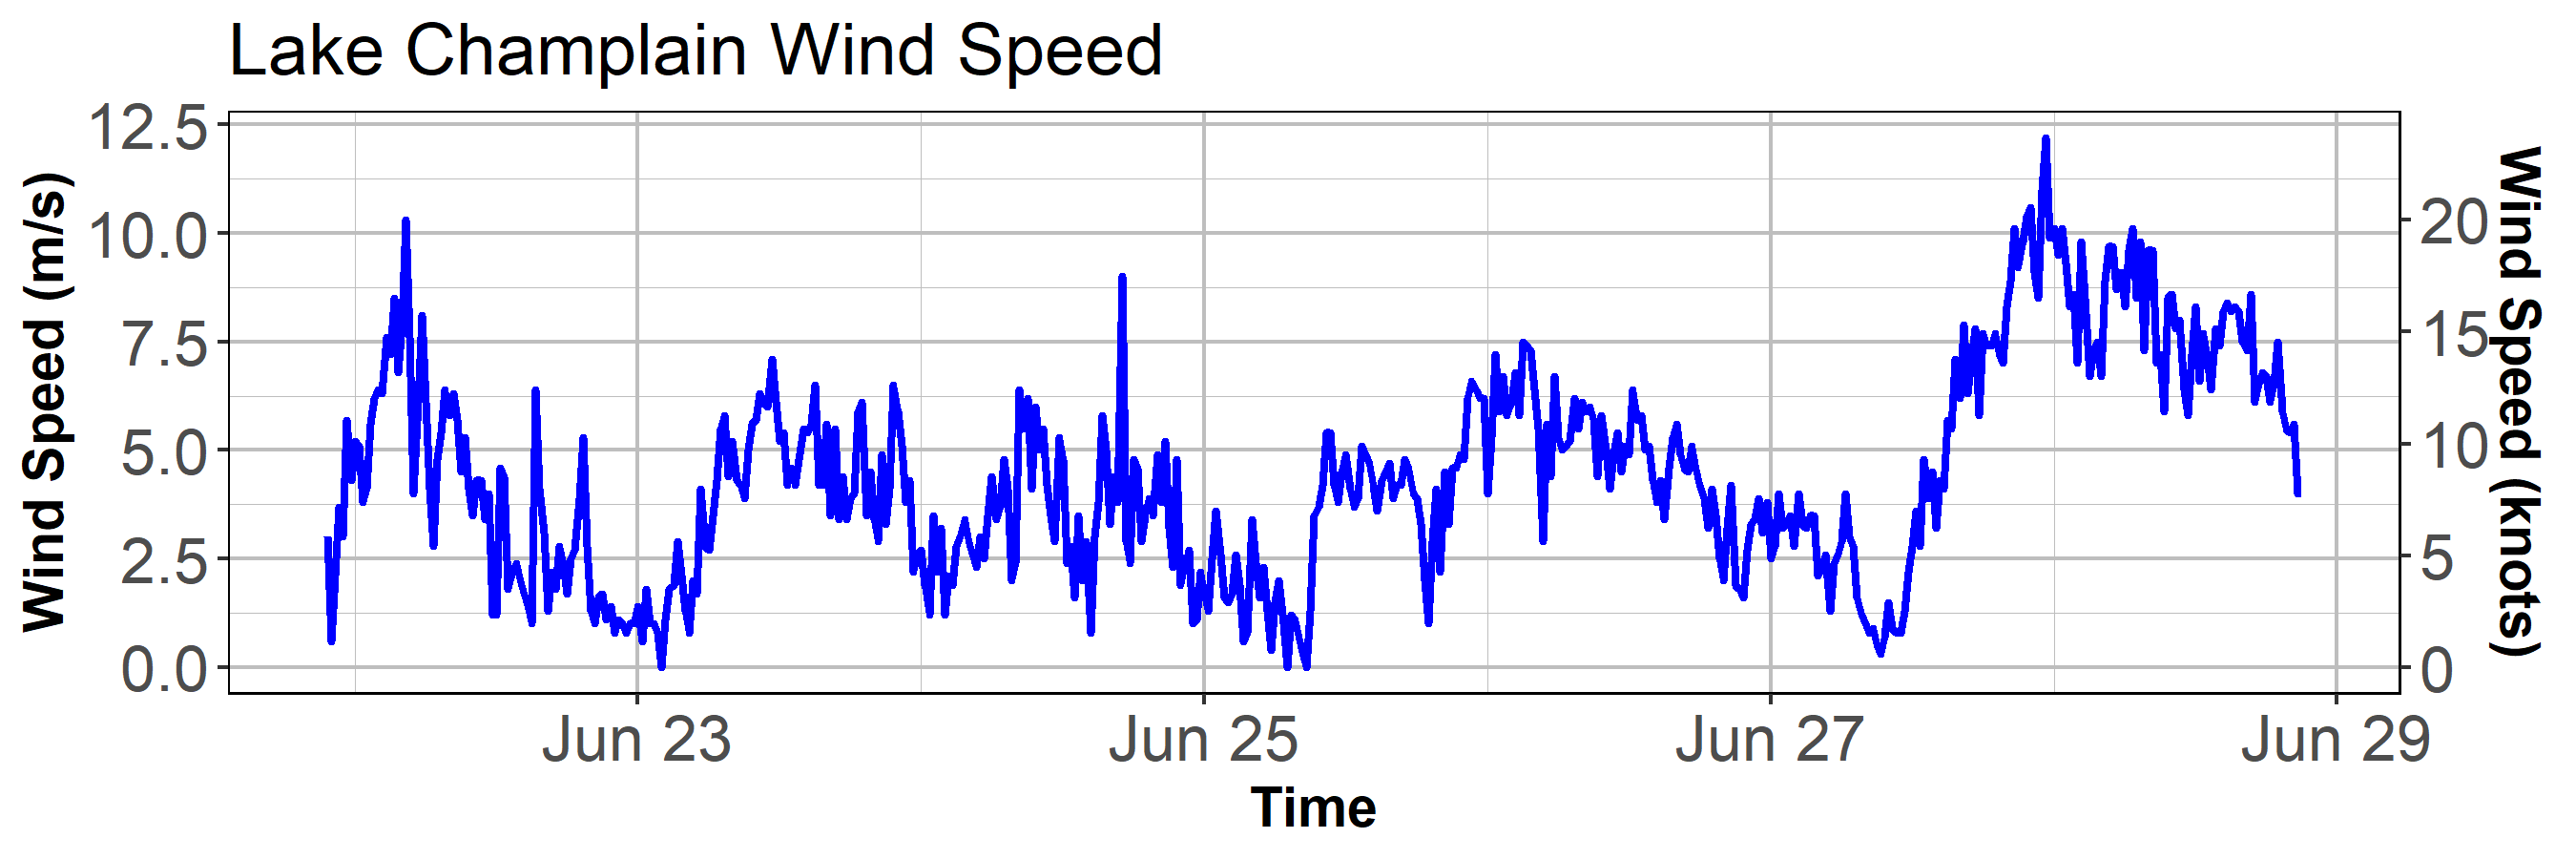 Lake Champlain Wind Speed
Wind Speed (m/s)
12.5
10.0
7.5
5.0
2.5
0.0
Wind Speed (knots)
20
15
10
5
0
Jun 23 Jun 25 Jun 27 Jun 29
Time